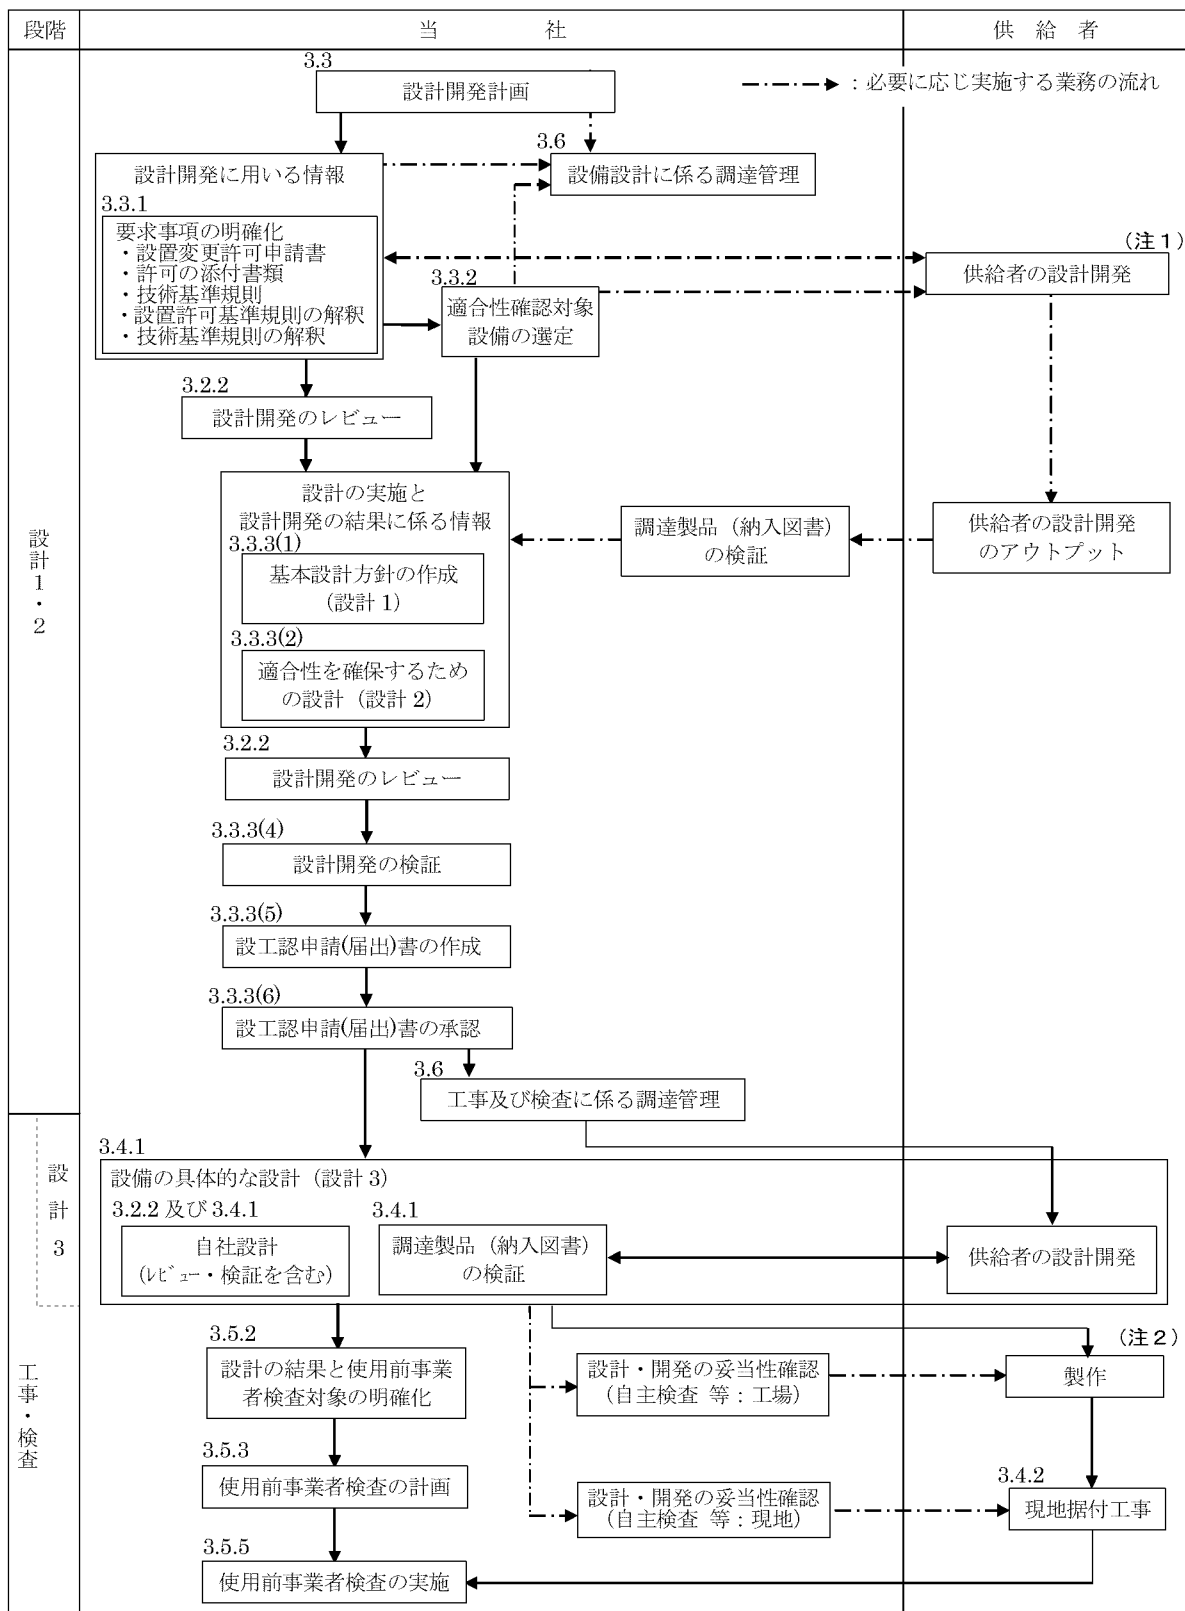 段階
当 社
供 給 者
3.3
設計開発計画
:必要に応じ実施する業務の流れ
3.6
設備設計に係る調達管理
設計開発に用いる情報
3.3.1
要求事項の明確化
・設置変更許可申請書
・許可の添付書類
・技術基準規則
・設置許可基準規則の解釈
・技術基準規則の解釈
3.3.2
適合性確認対象
設備の選定
(注1)
供給者の設計開発
3.2.2
設計開発のレビュー
設計の実施と
設計開発の結果に係る情報
3.3.3(1)
基本設計方針の作成
(設計 1)
3.3.3(2)
適合性を確保するため
の設計 (設計 2)
調達製品 (納入図書)
の検証
供給者の設計開発
のアウトプット
設計1・2
3.2.2
設計開発のレビュー
3.3.3(4)
設計開発の検証
3.3.3(5)
設工認申請(届出)書の作成
3.3.3(6)
設工認申請(届出)書の承認
3.6
工事及び検査に係る調達管理
設計3
3.4.1
設備の具体的な設計 (設計 3)
3.2.2 及び 3.4.1
自社設計
(レビュー・検証を含む)
3.4.1
調達製品 (納入図書)
の検証
供給者の設計開発
工事・検査
3.5.2
設計の結果と使用前事業
者検査対象の明確化
設計・開発の妥当性確認
(自主検査 等:工場)
(注2)
製作
3.5.3
使用前事業者検査の計画
設計・開発の妥当性確認
(自主検査 等:現地)
3.4.2
現地据付工事
3.5.5
使用前事業者検査の実施